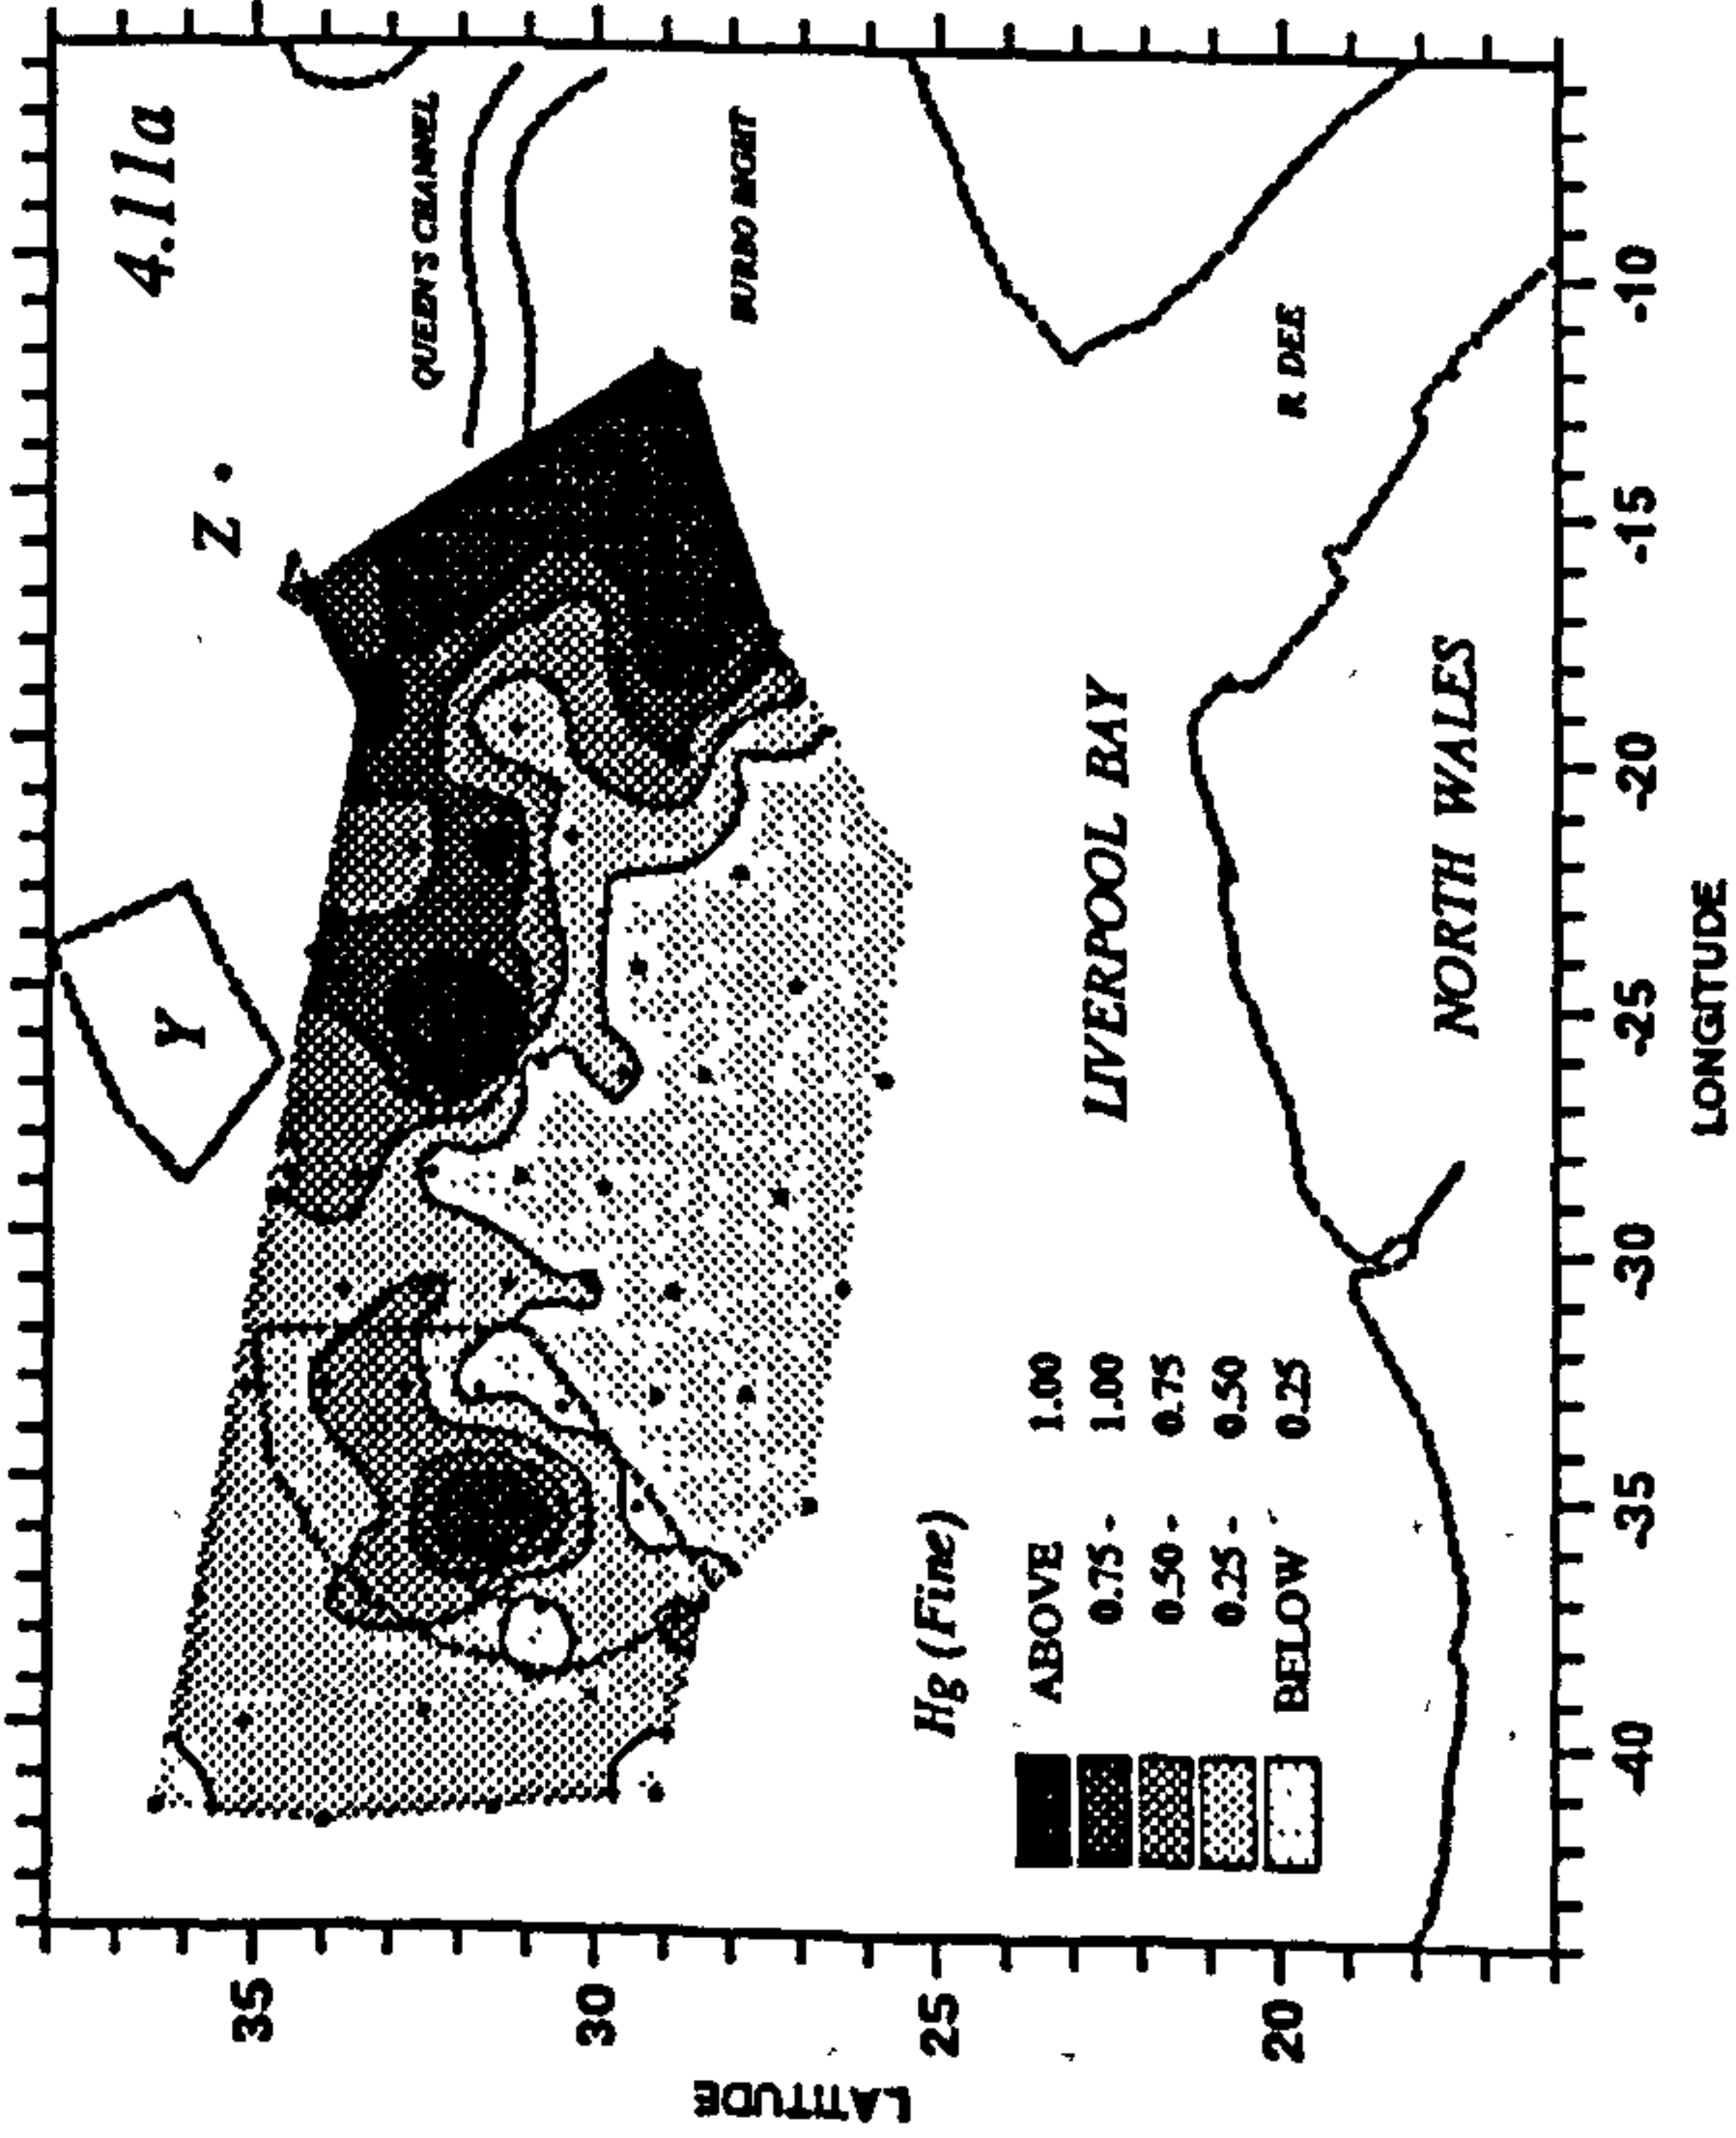 4.11a
Z
Y
QUEEN'S CHANNEL
BURBO BIGHT
LIVERPOOL BAY
R. DEE
NORTH WALES
Hg (Fine)
ABOVE 1.00
0.75 - 1.00
0.50 - 0.75
0.25 - 0.50
BELOW 0.25
LATITUDE
35
30
25
20
-40
-35
-30
-25
-20
-15
-10
LONGITUDE